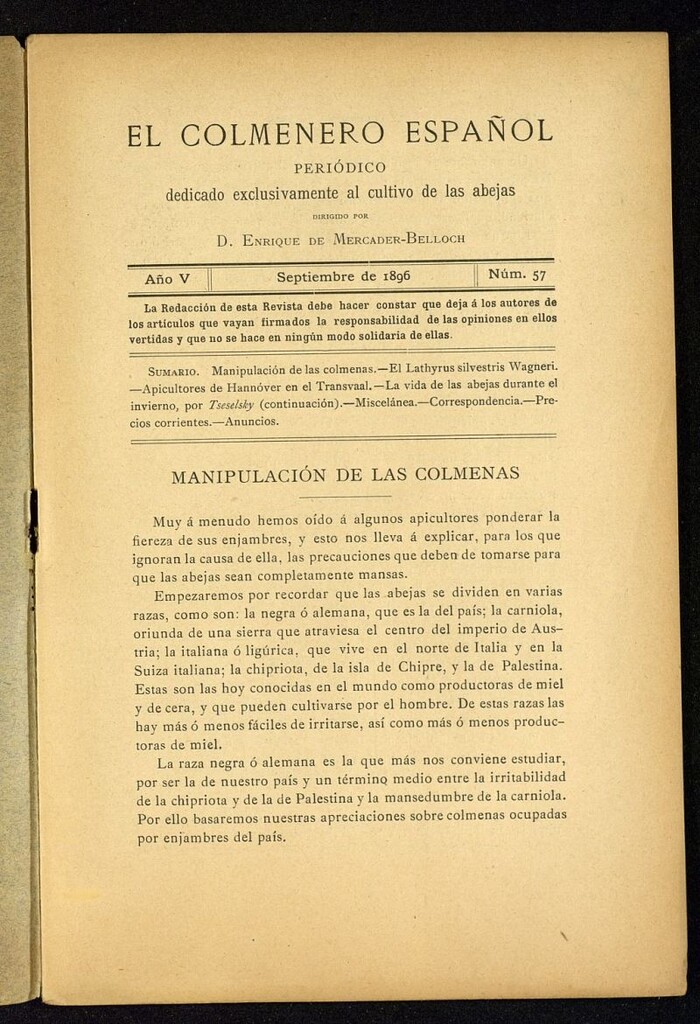 EL COLMENERO ESPAÑOL
PERIÓDICO
dedicado exclusivamente al cultivo de las abejas
DIRIGIDO POR
D. ENRIQUE DE MERCADER-BELLOCH
Año V Septiembre de 1896 Núm. 57
La Redacción de esta Revista debe hacer constar que deja á los autores de
los artículos que vayan firmados la responsabilidad de las opiniones en ellos
vertidas y que no se hace en ningún modo solidaria de ellas.
SUMARIO. Manipulación de las colmenas.—El Lathyrus silvestris Wagneri.
—Apicultores de Hannóver en el Transvaal.—La vida de las abejas durante el
invierno, por Tseselsky (continuación).—Miscelánea.—Correspondencia.—Pre-
cios corrientes.—Anuncios.
MANIPULACIÓN DE LAS COLMENAS
Muy á menudo hemos oído á algunos apicultores ponderar la
fiereza de sus enjambres, y esto nos lleva á explicar, para los que
ignoran la causa de ella, las precauciones que deben de tomarse para
que las abejas sean completamente mansas.
Empezaremos por recordar que las abejas se dividen en varias
razas, como son: la negra ó alemana, que es la del país; la carniola,
oriunda de una sierra que atraviesa el centro del imperio de Aus-
tria; la italiana ó ligúrica, que vive en el norte de Italia y en la
Suiza italiana; la chipriota, de la isla de Chipre, y la de Palestina.
Estas son las hoy conocidas en el mundo como productoras de miel
y de cera, y que pueden cultivarse por el hombre. De estas razas las
hay más ó menos fáciles de irritarse, así como más ó menos produc-
toras de miel.
La raza negra ó alemana es la que más nos conviene estudiar,
por ser la de nuestro país y un término medio entre la irritabilidad
de la chipriota y de la de Palestina y la mansedumbre de la carniola.
Por ello basaremos nuestras apreciaciones sobre colmenas ocupadas
por enjambres del país.